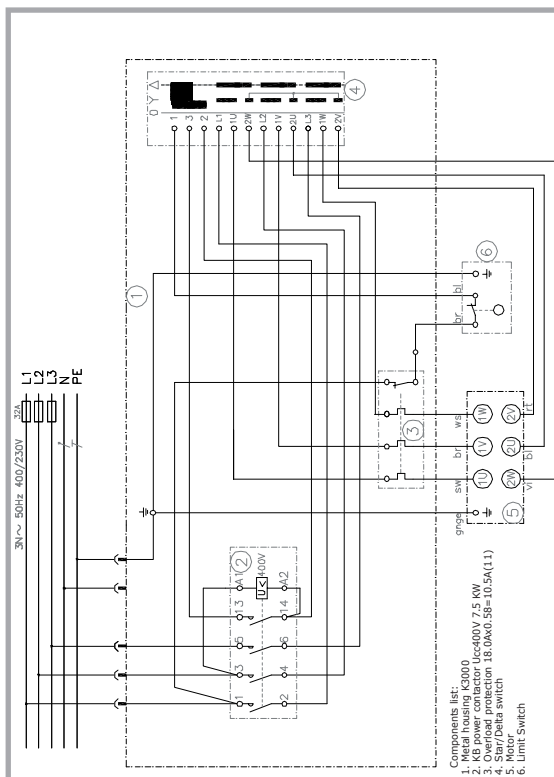 0 Y △
1
3
2
L1
1U
2W
L2
1V
2U
L3
1W
2V
4
1
6
L1
L2
L3
N
PE
32A
3N~ 50Hz 400/230V
bl
br
3
ws
br
sw
gnge
1W
1V
1U
2V
2U
2W
rt
bl
vi
5
2
A1
A2
U<
400V
13
14
5
6
3
4
1
2
Components list:
1. Metal housing K3000
2. KB power contactor Ucc400V 7.5 KW
3. Overload protection 18.0Ax0.58=10.5A(11)
4. Star/Delta switch
5. Motor
6. Limit Switch